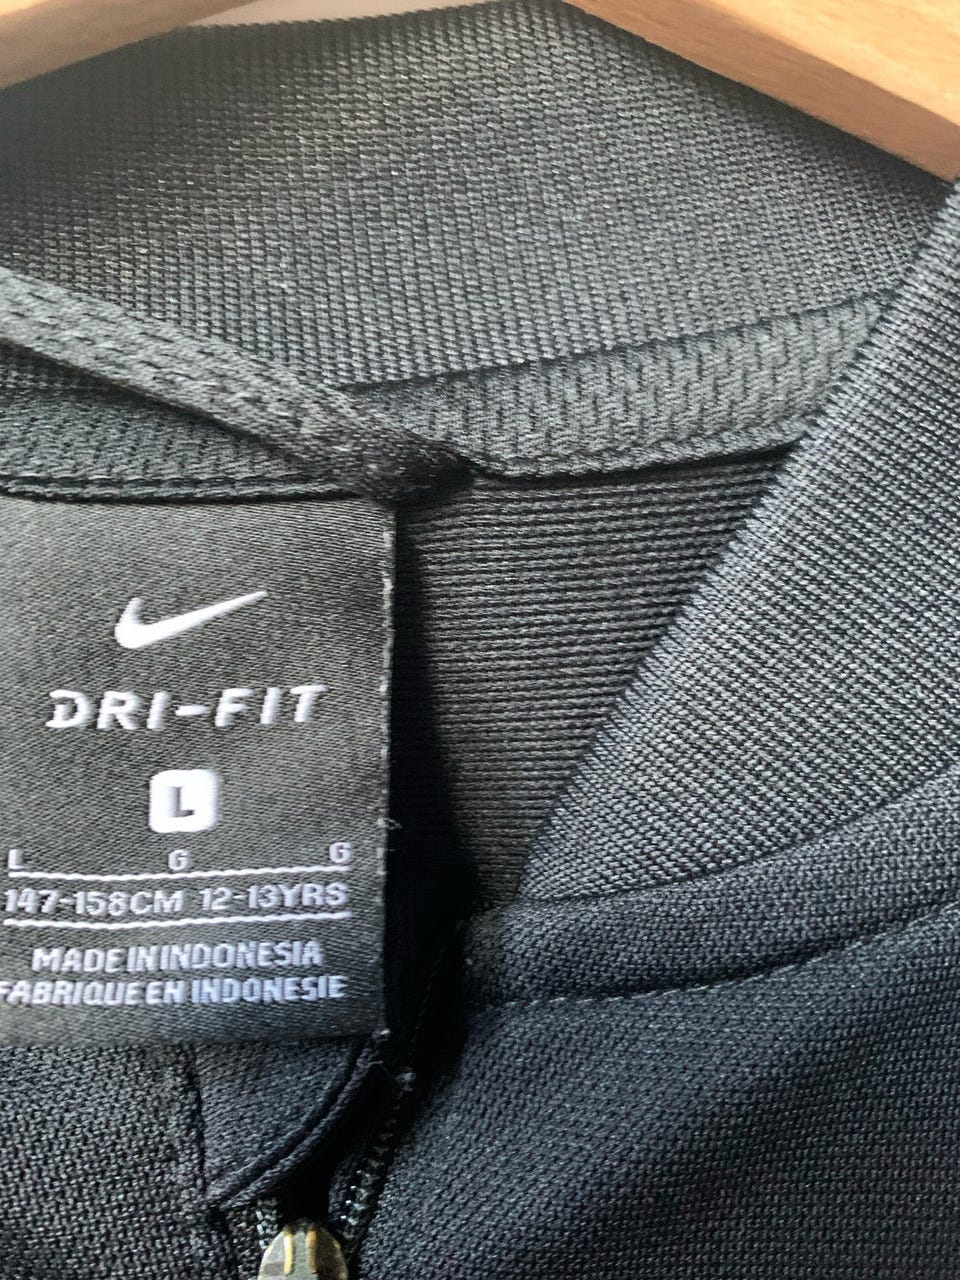 DRI-FIT
L
L G G
147-158CM 12-13YRS
MADE IN INDONESIA
FABRIQUE EN INDONESIE